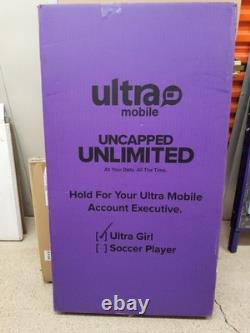 ultra
mobile
UNCAPPED
UNLIMITED
All Your Data. All The Time.
Hold For Your Ultra Mobile
Account Executive.
[✓] Ultra Girl
[ ] Soccer Player